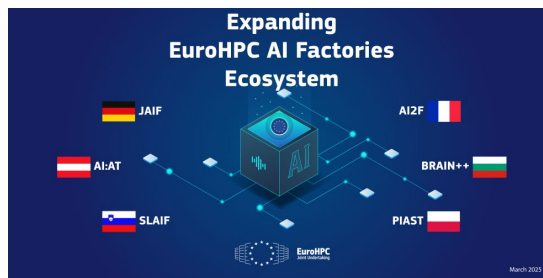 Expanding
EuroHPC AI Factories
Ecosystem
JAIF
AI2F
AI:AT
BRAIN++
SLAIF
PIAST
AI
EuroHPC
Joint Undertaking
March 2025